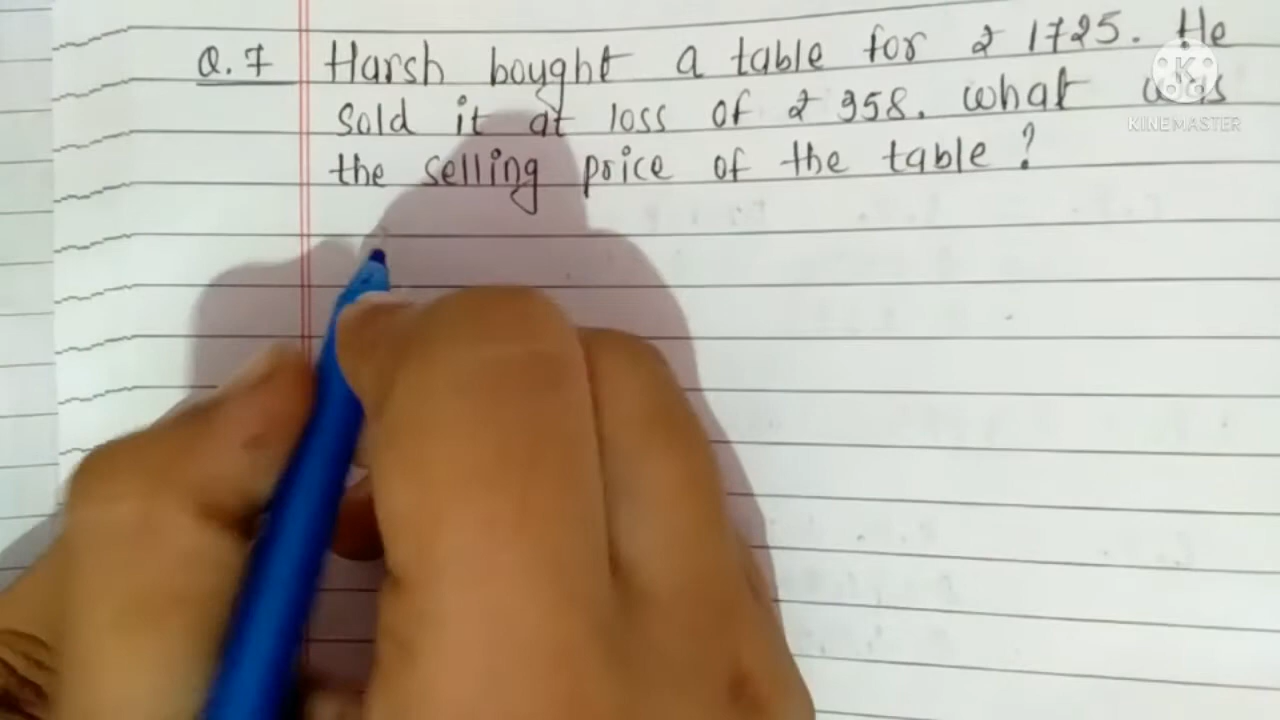 Q.7 Harsh bought a table for ₹ 1725. He
Sold it at loss of ₹ 358. what was
the selling price of the table ?
K
KINEMASTER